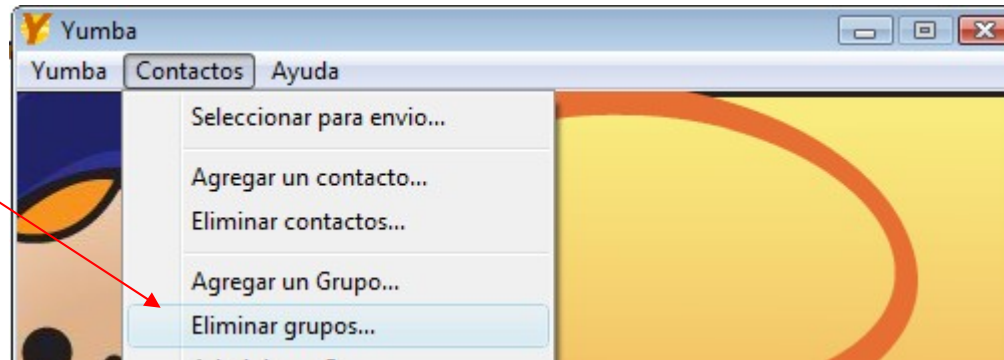 Yumba
Yumba Contactos Ayuda
Seleccionar para envio...
Agregar un contacto...
Eliminar contactos...
Agregar un Grupo...
Eliminar grupos...